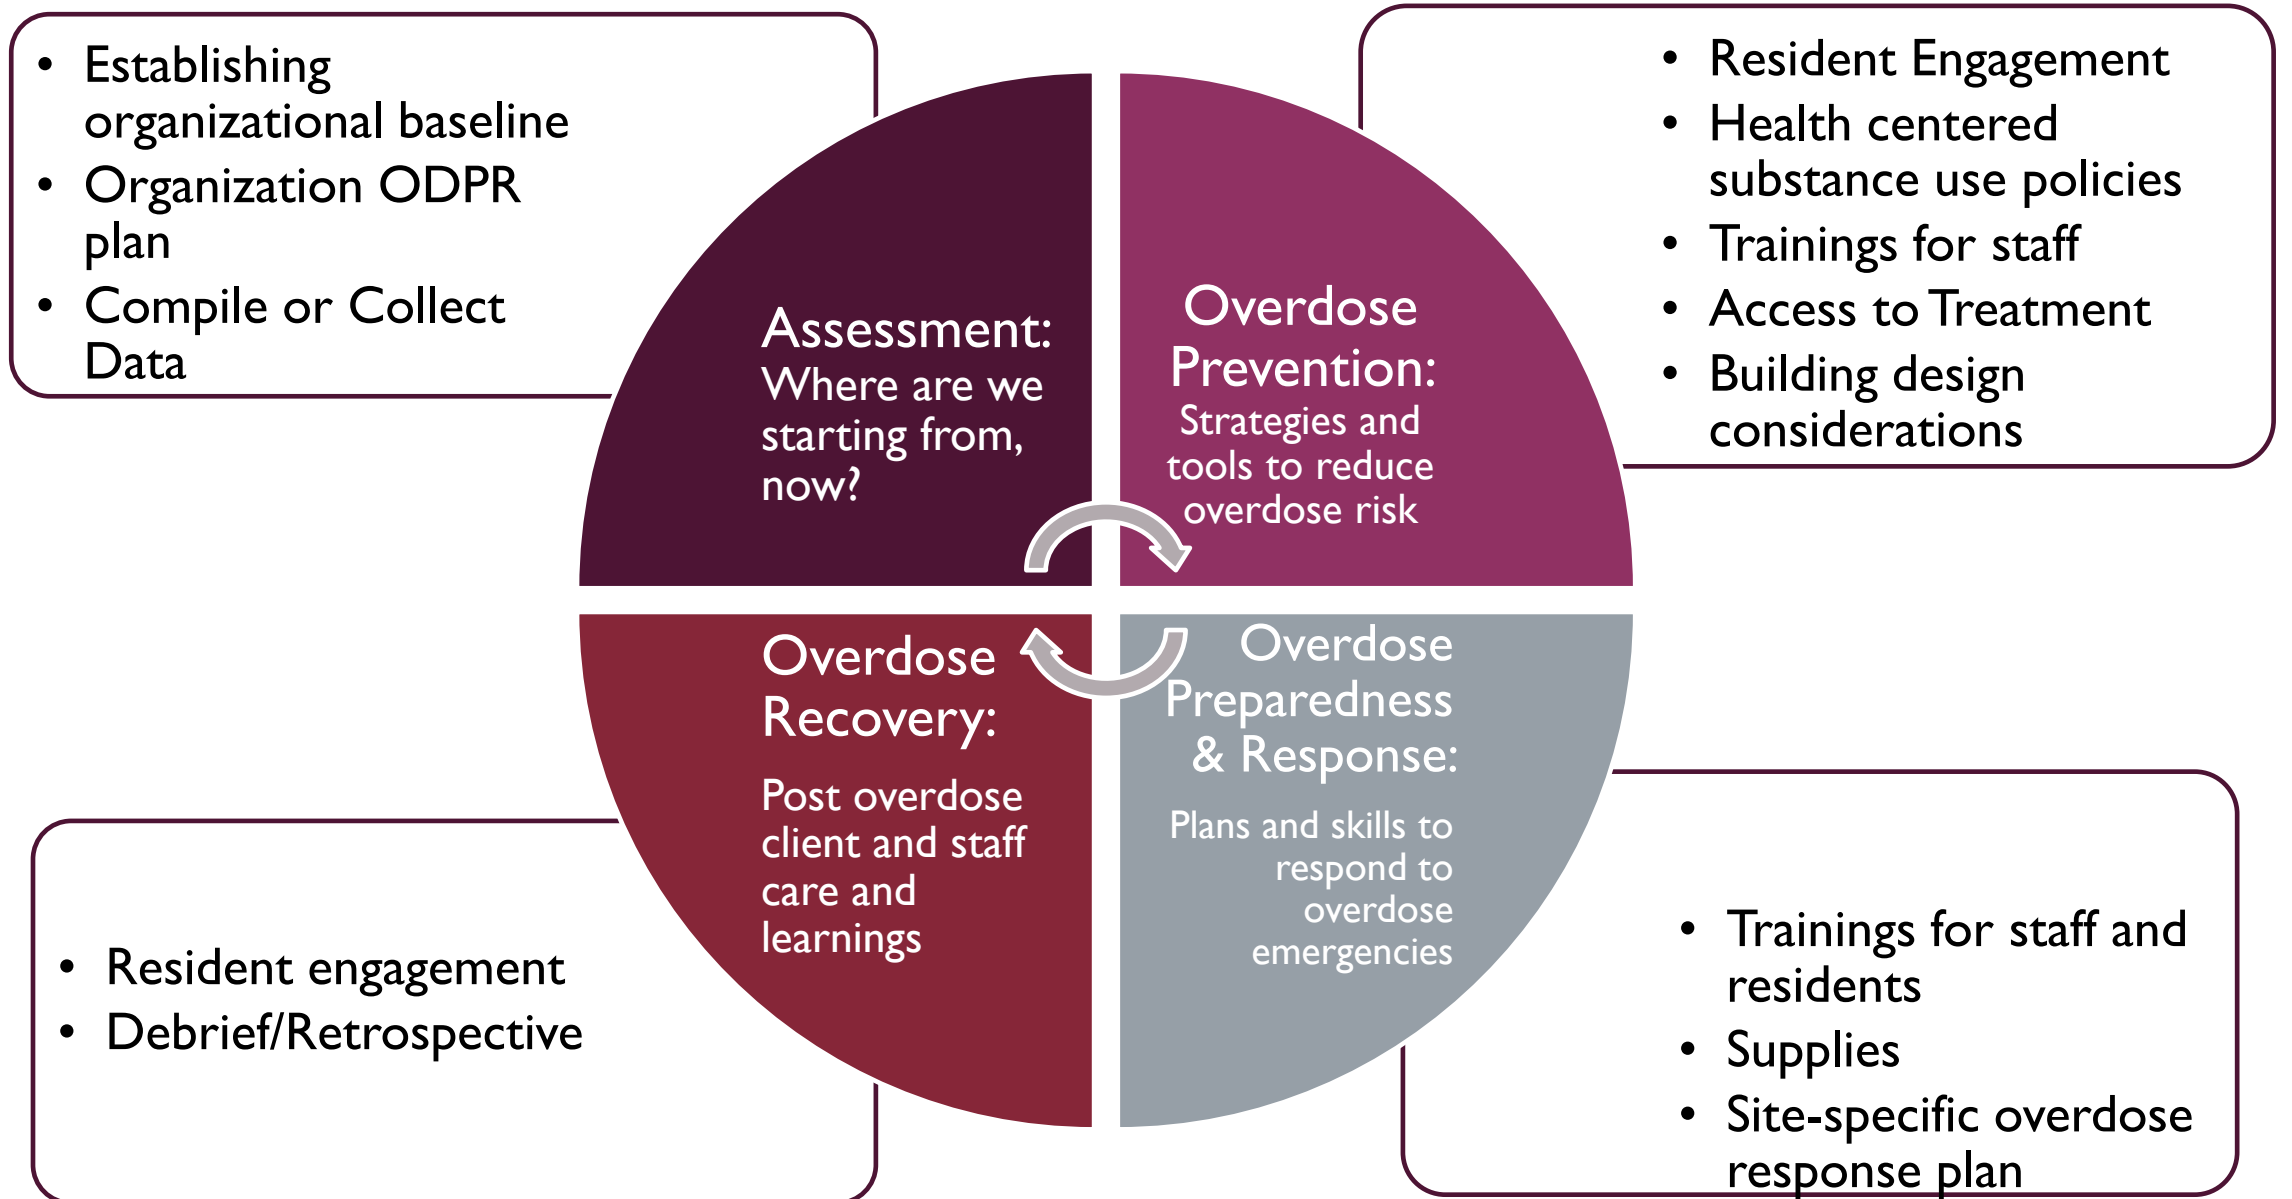 • Establishing
organizational baseline
• Organization ODPR
plan
• Compile or Collect
Data
Assessment:
Where are we
starting from,
now?
• Resident Engagement
• Health centered
substance use policies
• Trainings for staff
• Access to Treatment
• Building design
considerations
Overdose
Prevention:
Strategies and
tools to reduce
overdose risk
Overdose
Recovery:
Post overdose
client and staff
care and
learnings
• Resident engagement
• Debrief/Retrospective
Overdose
Preparedness
& Response:
Plans and skills to
respond to
overdose
emergencies
• Trainings for staff and
residents
• Supplies
• Site-specific overdose
response plan